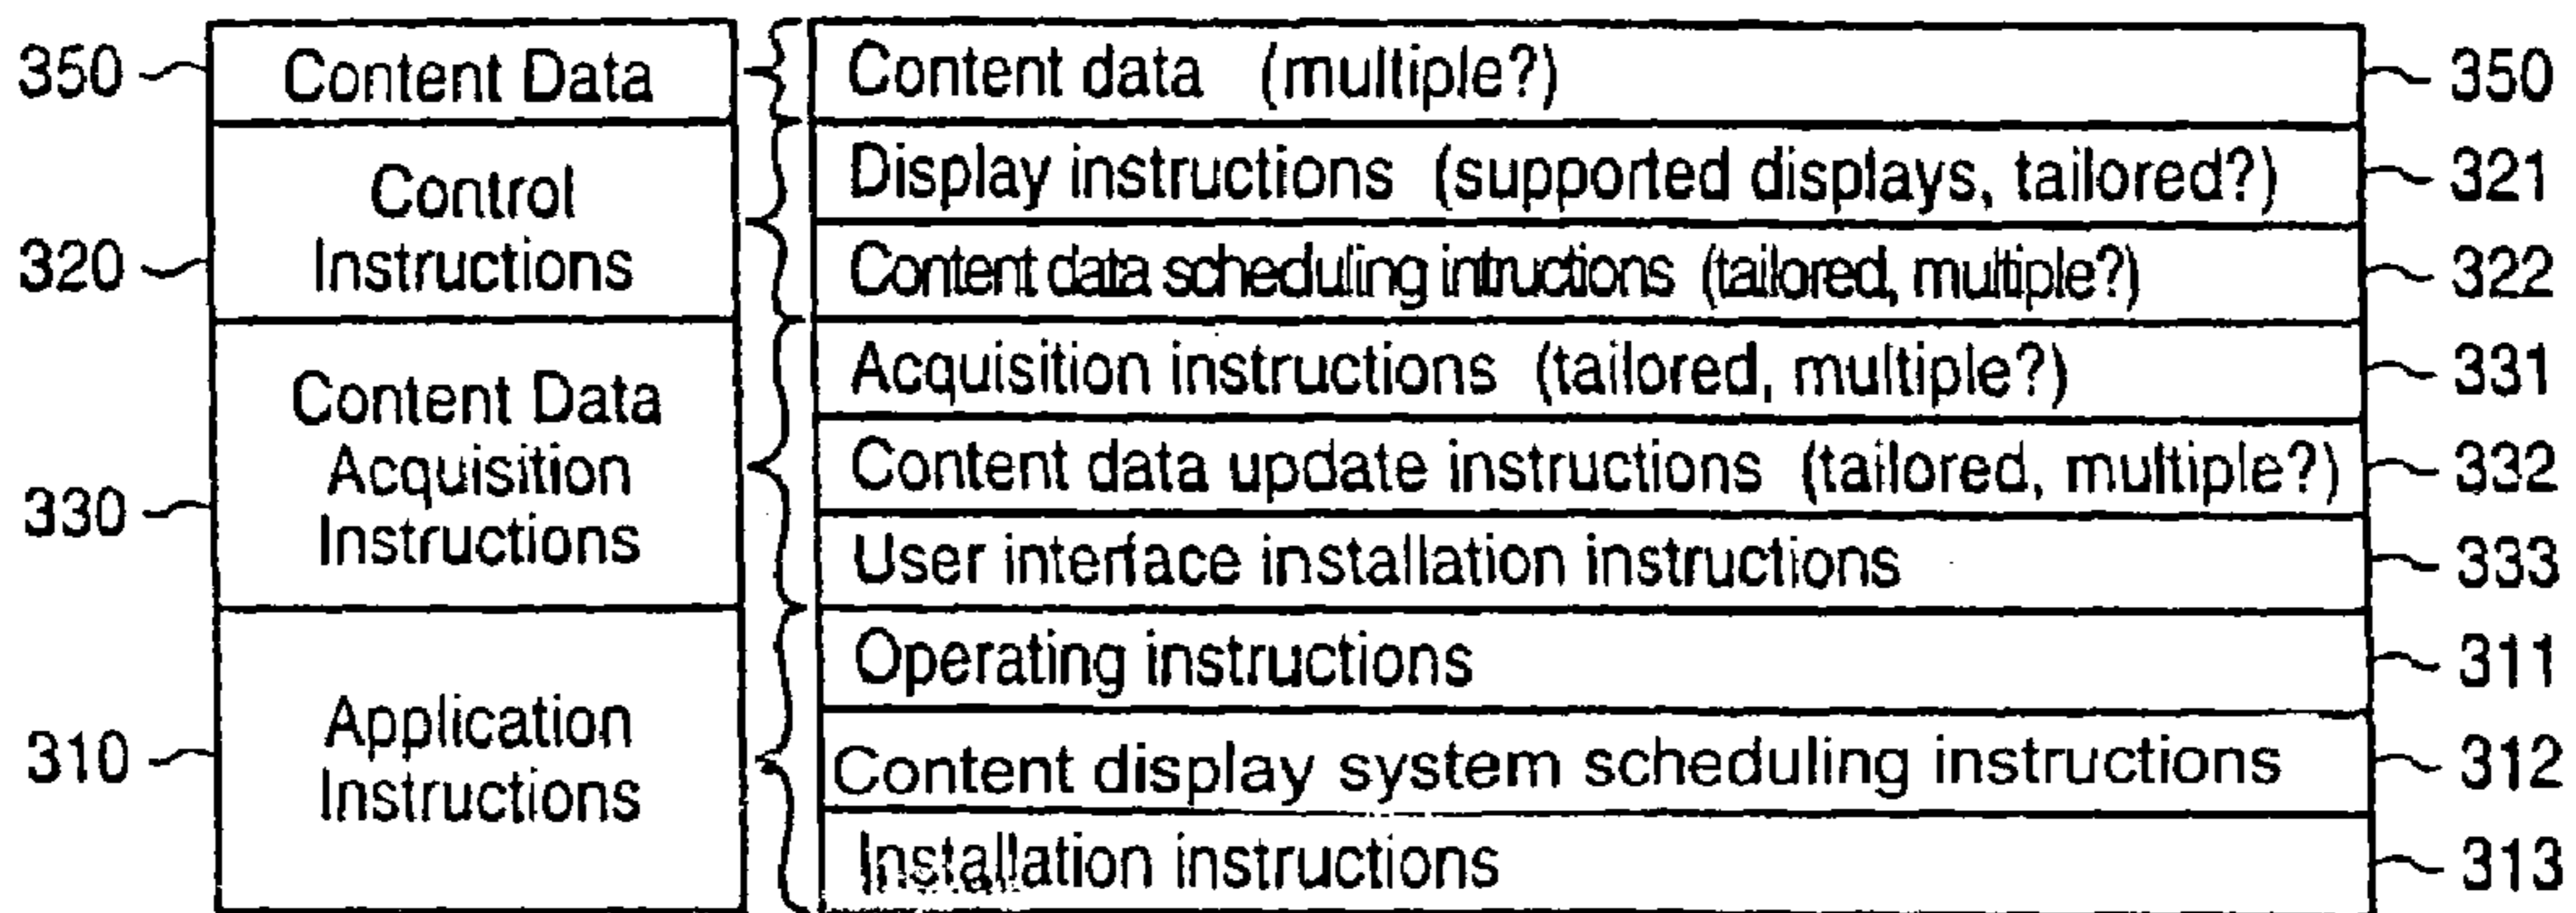 350 Content Data Content data (multiple?) 350
Control Instructions
320
Display instructions (supported displays, tailored?) 321
Content data scheduling intructions (tailored, multiple?) 322
Content Data Acquisition Instructions
330
Acquisition instructions (tailored, multiple?) 331
Content data update instructions (tailored, multiple?) 332
User interface installation instructions 333
Application Instructions
310
Operating instructions 311
Content display system scheduling instructions 312
Installation instructions 313